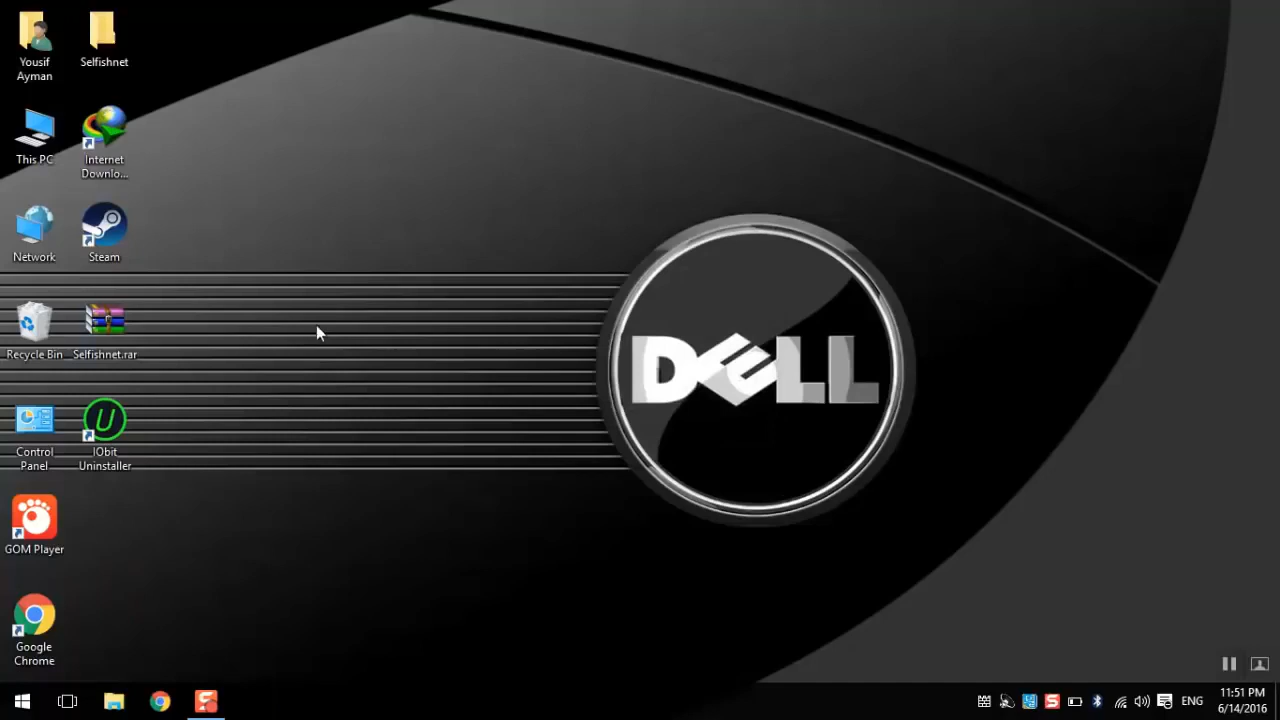 Yousif
Ayman
Selfishnet
This PC
Internet
Downlo...
Network
Steam
Recycle Bin
Selfishnet.rar
Control
Panel
IObit
Uninstaller
GOM Player
Google
Chrome
DELL
ENG
11:51 PM
6/14/2016